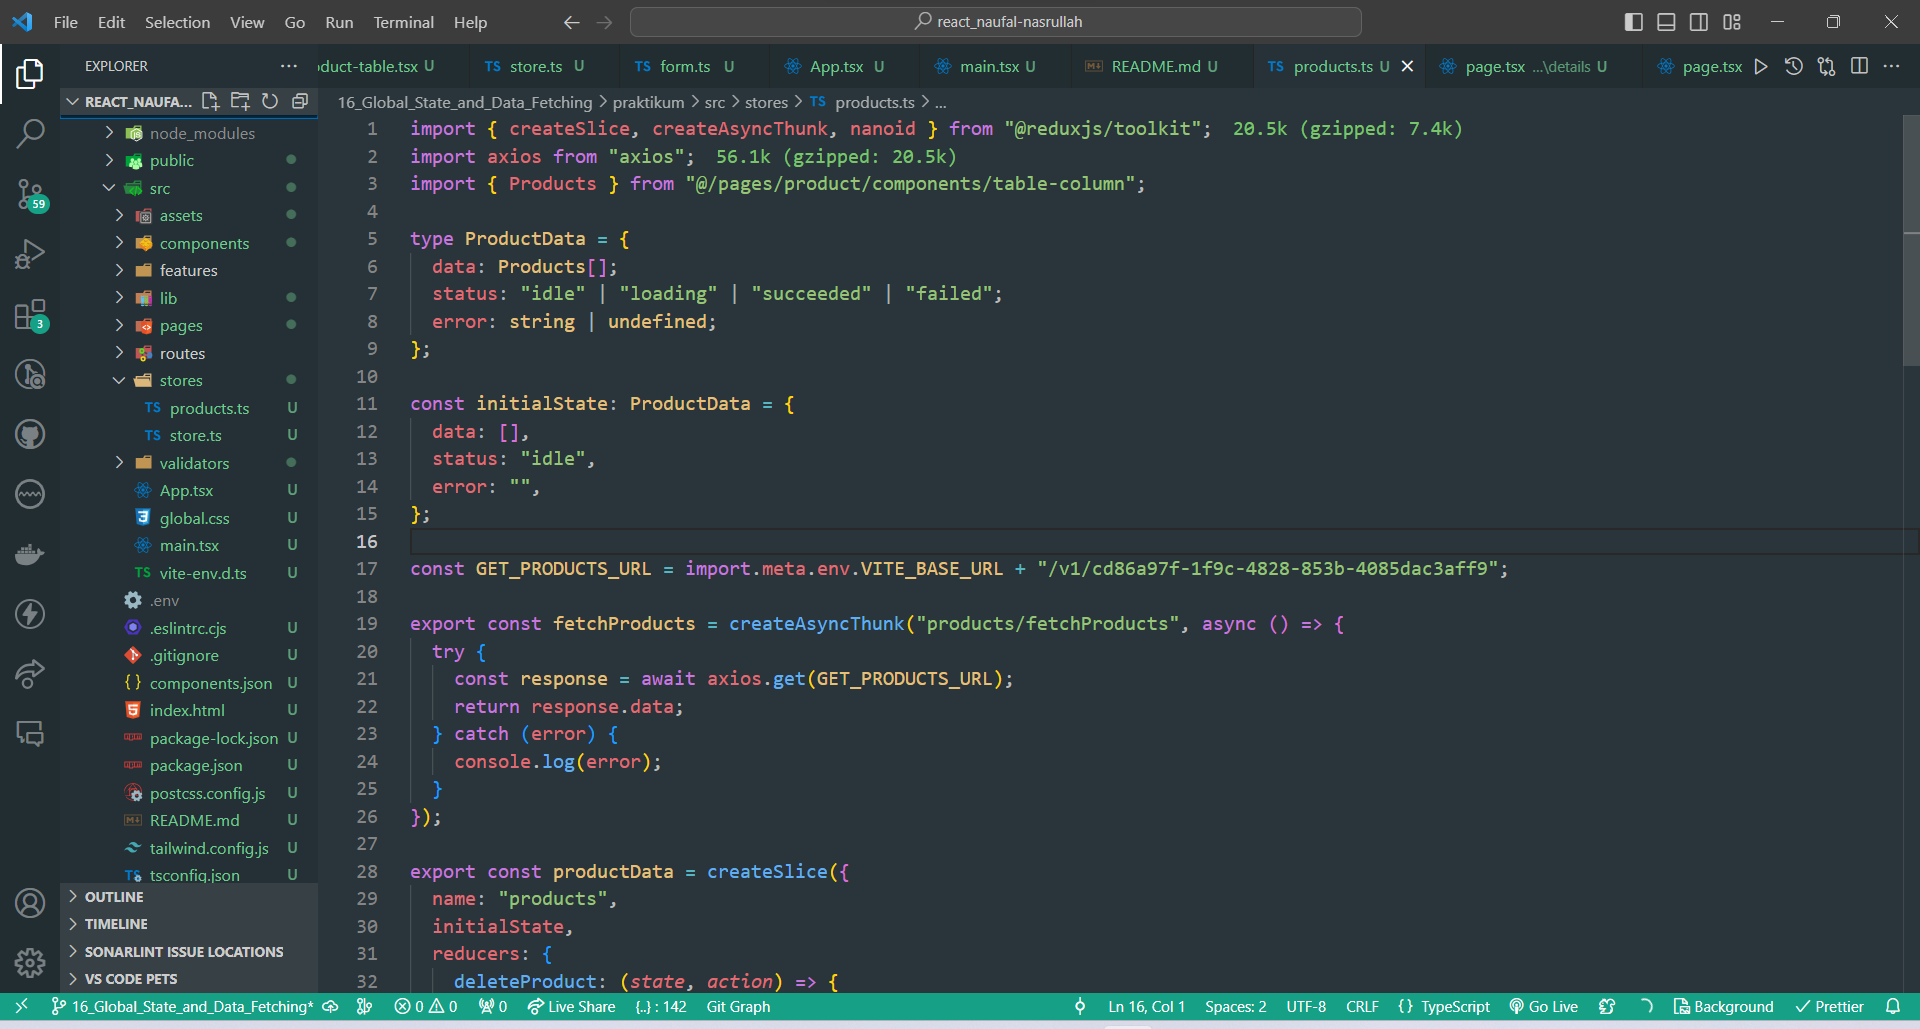 File Edit Selection View Go Run Terminal Help
react_naufal-nasrullah
EXPLORER
REACT_NAUFA...
node_modules
public
src
assets
components
features
lib
pages
routes
stores
TS products.ts U
TS store.ts U
validators
App.tsx U
global.css U
main.tsx U
TS vite-env.d.ts U
.env
.eslintrc.cjs U
.gitignore U
components.json U
index.html U
package-lock.json U
package.json U
postcss.config.js U
README.md U
tailwind.config.js U
tsconfig.json U
OUTLINE
TIMELINE
SONARLINT ISSUE LOCATIONS
VS CODE PETS
59
3
duct-table.tsx U TS store.ts U TS form.ts U App.tsx U main.tsx U README.md U TS products.ts U page.tsx ...\details U page.tsx
16_Global_State_and_Data_Fetching > praktikum > src > stores > TS products.ts > ...
1 import { createSlice, createAsyncThunk, nanoid } from "@reduxjs/toolkit"; 20.5k (gzipped: 7.4k)
2 import axios from "axios"; 56.1k (gzipped: 20.5k)
3 import { Products } from "@/pages/product/components/table-column";
4
5 type ProductData = {
6 data: Products[];
7 status: "idle" | "loading" | "succeeded" | "failed";
8 error: string | undefined;
9 };
10
11 const initialState: ProductData = {
12 data: [],
13 status: "idle",
14 error: "",
15 };
16
17 const GET_PRODUCTS_URL = import.meta.env.VITE_BASE_URL + "/v1/cd86a97f-1f9c-4828-853b-4085dac3aff9";
18
19 export const fetchProducts = createAsyncThunk("products/fetchProducts", async () => {
20 try {
21 const response = await axios.get(GET_PRODUCTS_URL);
22 return response.data;
23 } catch (error) {
24 console.log(error);
25 }
26 });
27
28 export const productData = createSlice({
29 name: "products",
30 initialState,
31 reducers: {
32 deleteProduct: (state, action) => {
16_Global_State_and_Data_Fetching* 0 0 0 Live Share {..} : 142 Git Graph Ln 16, Col 1 Spaces: 2 UTF-8 CRLF { } TypeScript Go Live Background Prettier